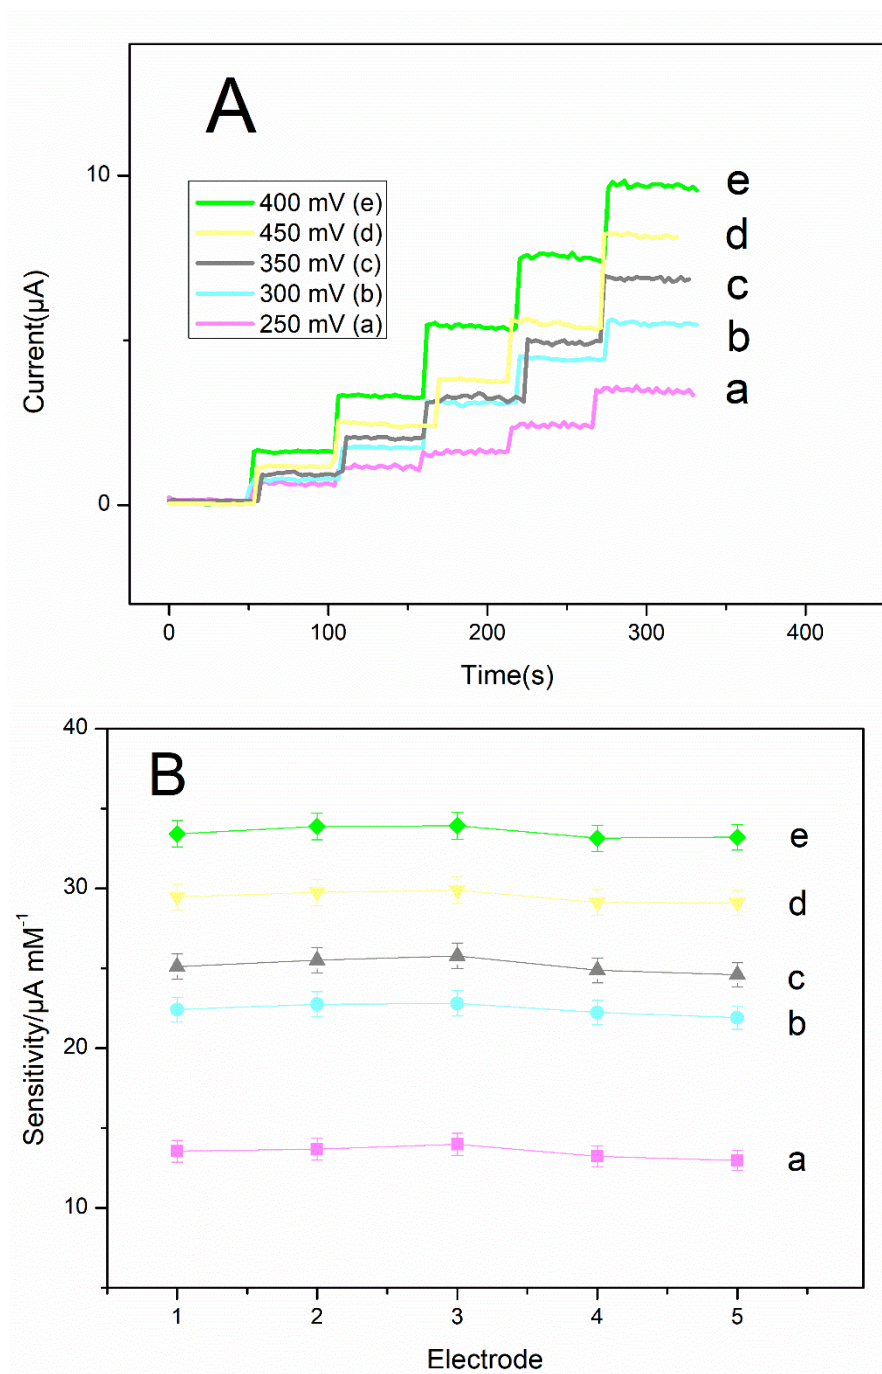 A
10
400 mV (e)
450 mV (d)
350 mV (c)
300 mV (b)
250 mV (a)
e
d
c
b
a
Current(μA)
0
0 100 200 300 400
Time(s)
40
B
e
30
d
c
b
20
a
10
Sensitivity/μA mM⁻¹
1 2 3 4 5
Electrode